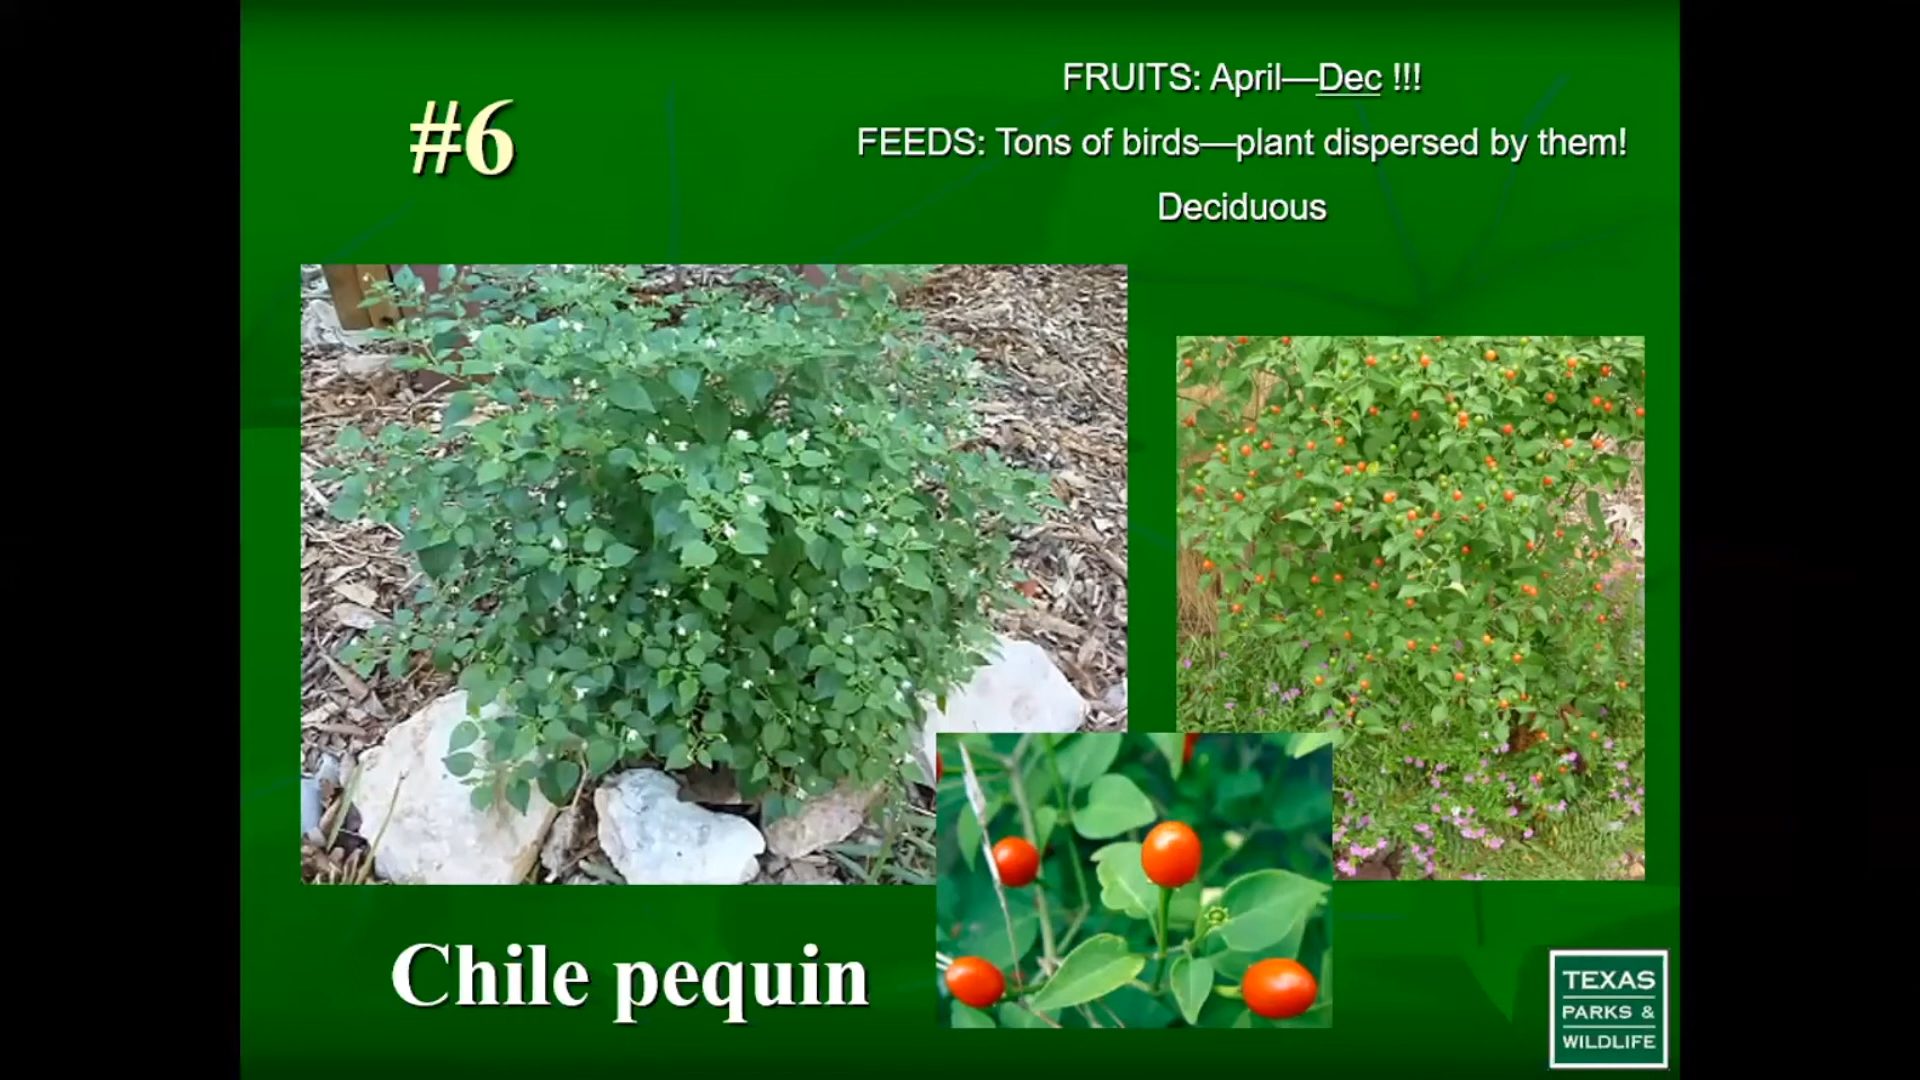 #6
FRUITS: April—Dec !!!
FEEDS: Tons of birds—plant dispersed by them!
Deciduous
Chile pequin
TEXAS
PARKS &
WILDLIFE